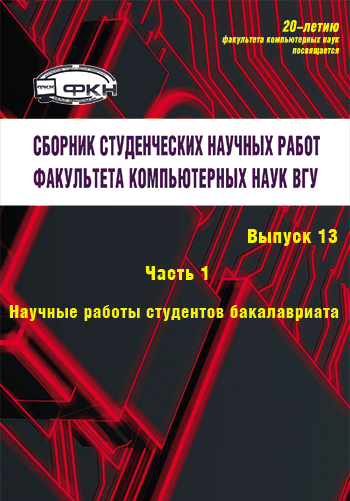 20-летию
факультета компьютерных наук
посвящается
ФКН ФКН
СБОРНИК СТУДЕНЧЕСКИХ НАУЧНЫХ РАБОТ
ФАКУЛЬТЕТА КОМПЬЮТЕРНЫХ НАУК ВГУ
Выпуск 13
Часть 1
Научные работы студентов бакалавриата